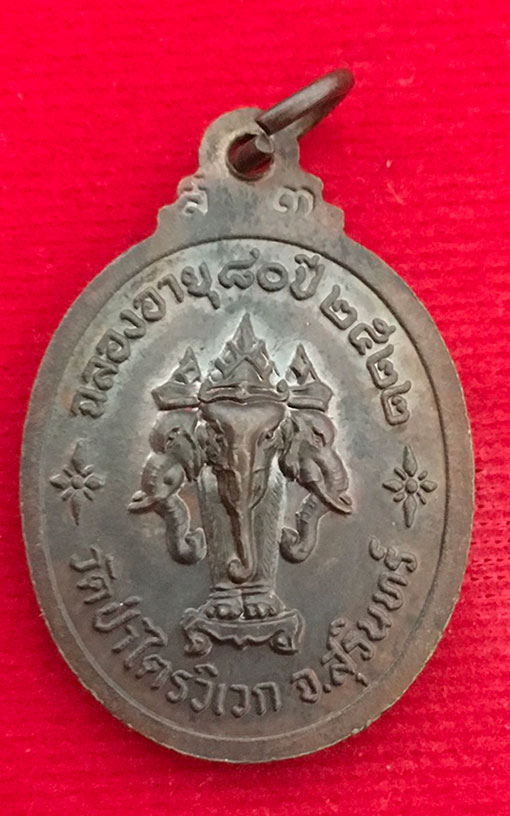 ส ๓
ฉลองอายุ ๘๐ ปี ๒๕๒๒
วัดป่าไตรวิเวก จ.สุรินทร์